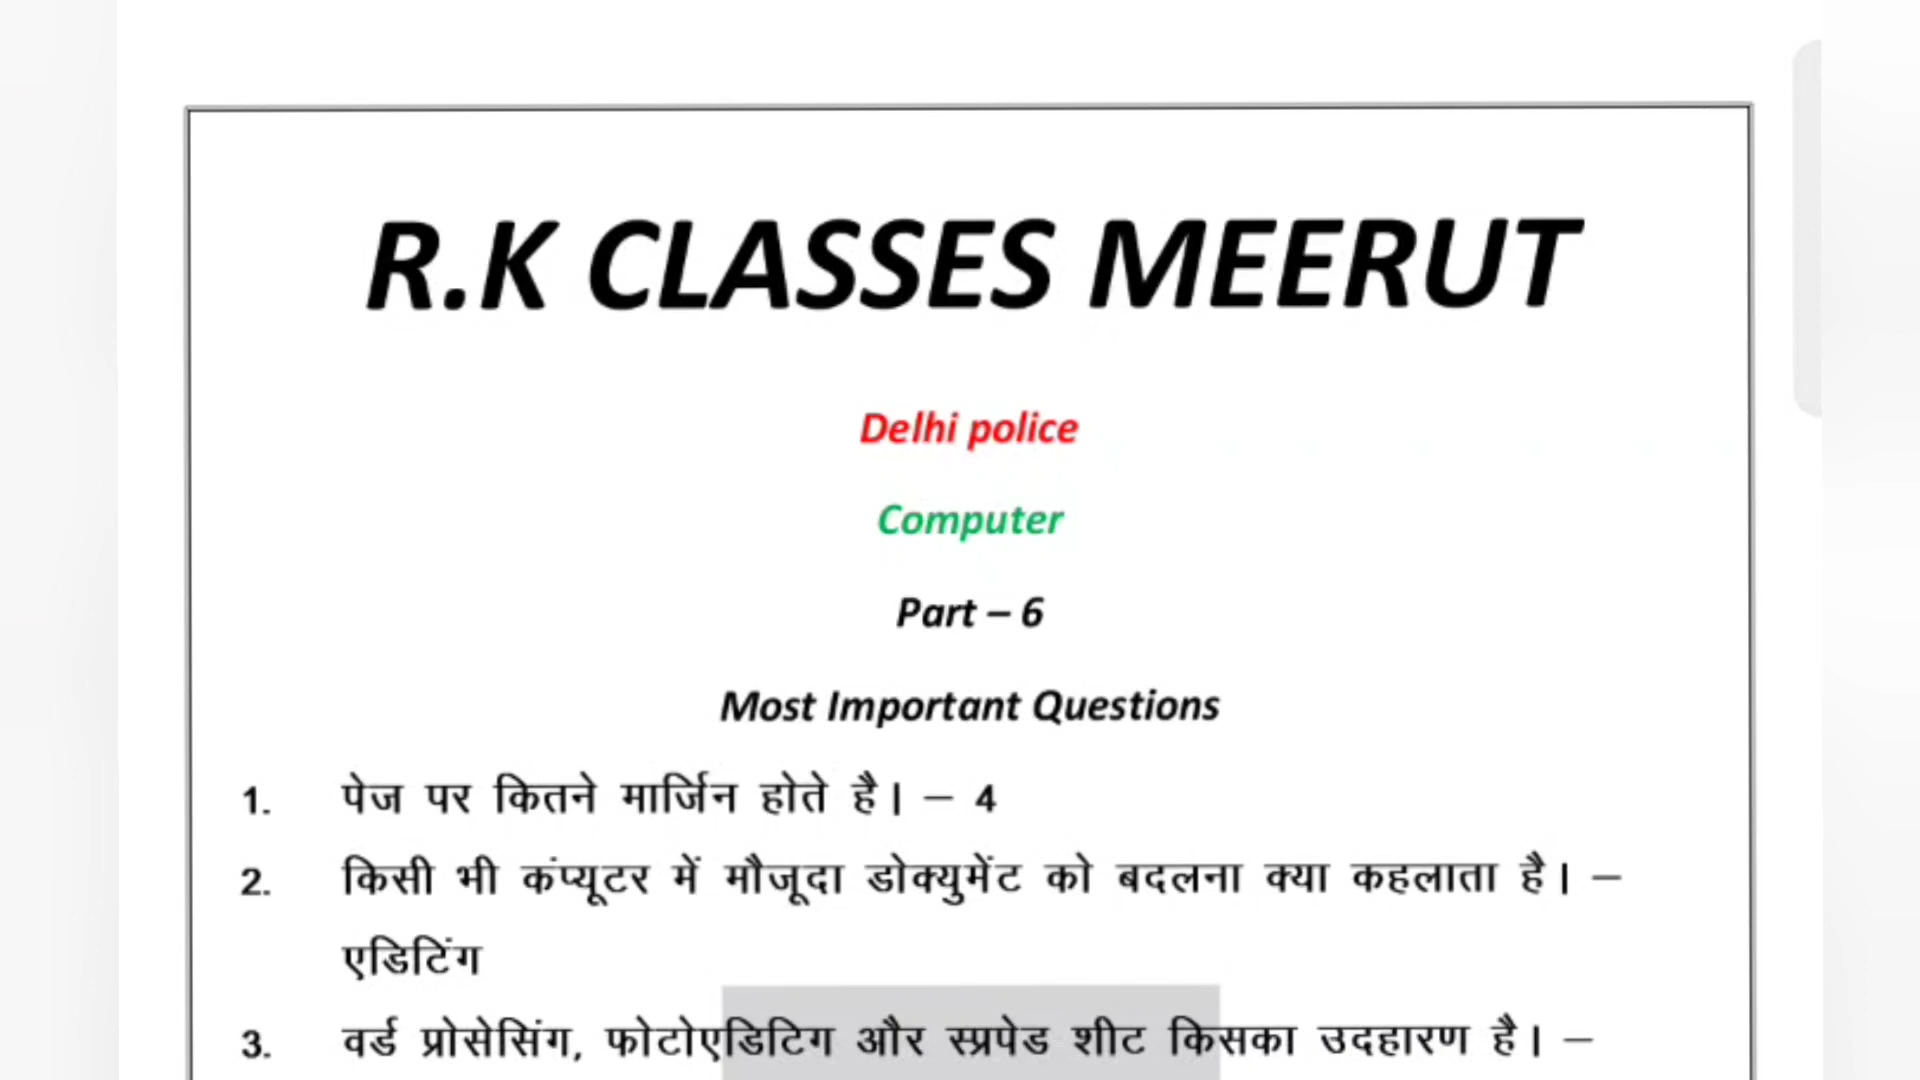 R.K CLASSES MEERUT
Delhi police
Computer
Part – 6
Most Important Questions
1. पेज पर कितने मार्जिन होते है। – 4
2. किसी भी कंप्यूटर में मौजूदा डोक्युमेंट को बदलना क्या कहलाता है। –
एडिटिंग
3. वर्ड प्रोसेसिंग, फोटोएडिटिग और स्प्रपेड शीट किसका उदहारण है। –